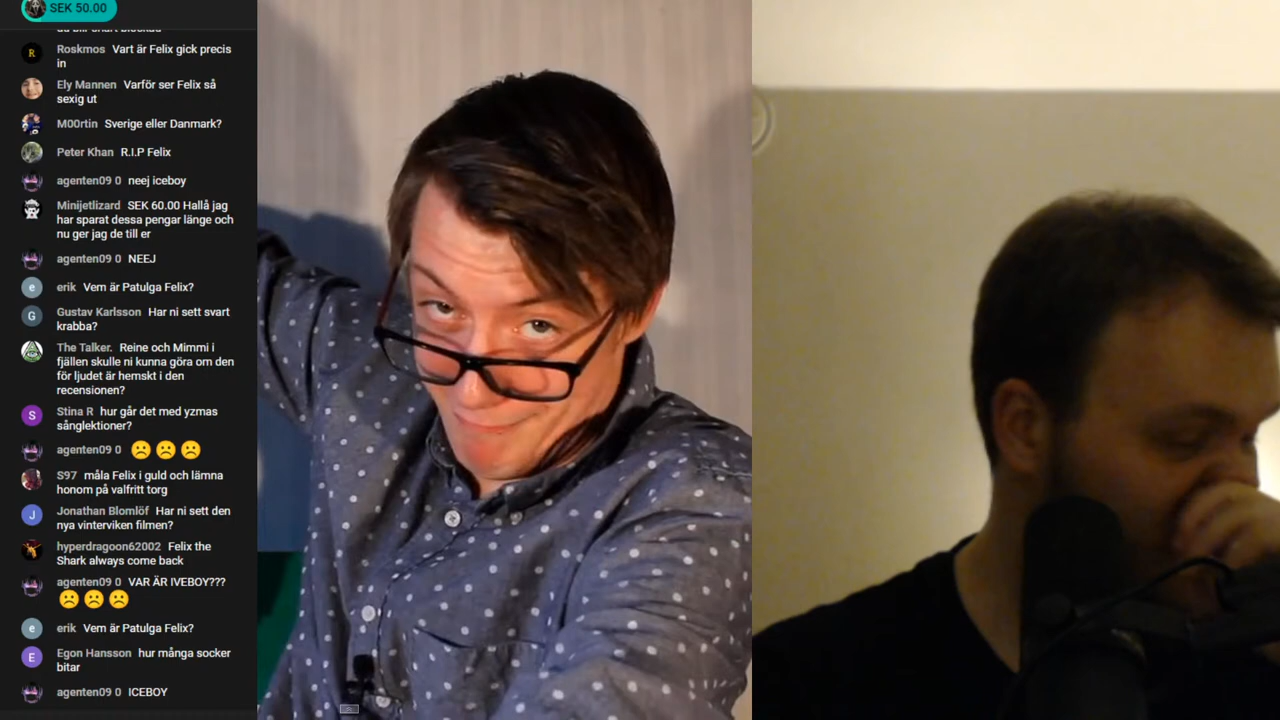 SEK 50.00
Roskmos Vart är Felix gick precis
in
Ely Mannen Varför ser Felix så
sexig ut
M00rtin Sverige eller Danmark?
Peter Khan R.I.P Felix
agenten09 0 neej iceboy
Minijetlizard SEK 60.00 Hallå jag
har sparat dessa pengar länge och
nu ger jag de till er
agenten09 0 NEEJ
erik Vem är Patulga Felix?
Gustav Karlsson Har ni sett svart
krabba?
The Talker. Reine och Mimmi i
fjällen skulle ni kunna göra om den
för ljudet är hemskt i den
recensionen?
Stina R hur går det med yzmas
sånglektioner?
agenten09 0
S97 måla Felix i guld och lämna
honom på valfritt torg
Jonathan Blomlöf Har ni sett den
nya vinterviken filmen?
hyperdragoon62002 Felix the
Shark always come back
agenten09 0 VAR ÄR IVEBOY???
erik Vem är Patulga Felix?
Egon Hansson hur många socker
bitar
agenten09 0 ICEBOY